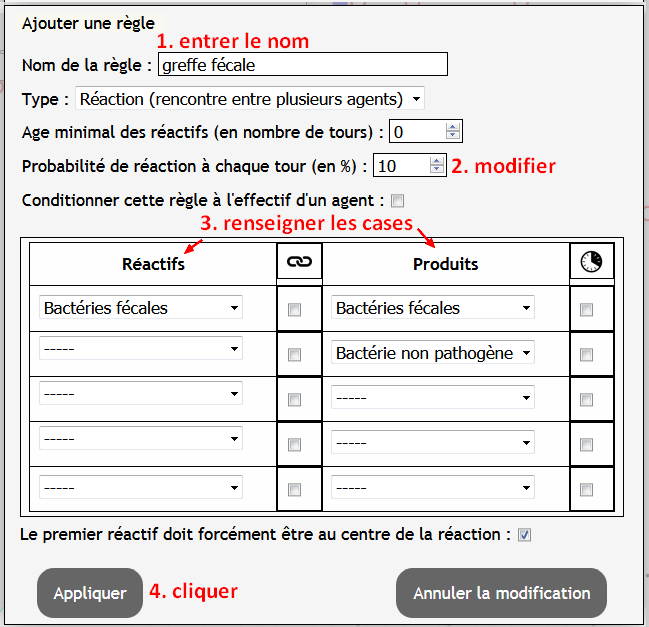 Ajouter une règle
1. entrer le nom
Nom de la règle : greffe fécale
Type : Réaction (rencontre entre plusieurs agents)
Age minimal des réactifs (en nombre de tours) : 0
Probabilité de réaction à chaque tour (en %) : 10 2. modifier
Conditionner cette règle à l'effectif d'un agent :
3. renseigner les cases
Réactifs Produits
Bactéries fécales Bactéries fécales
----- Bactérie non pathogène
----- -----
----- -----
----- -----
Le premier réactif doit forcément être au centre de la réaction :
Appliquer 4. cliquer Annuler la modification